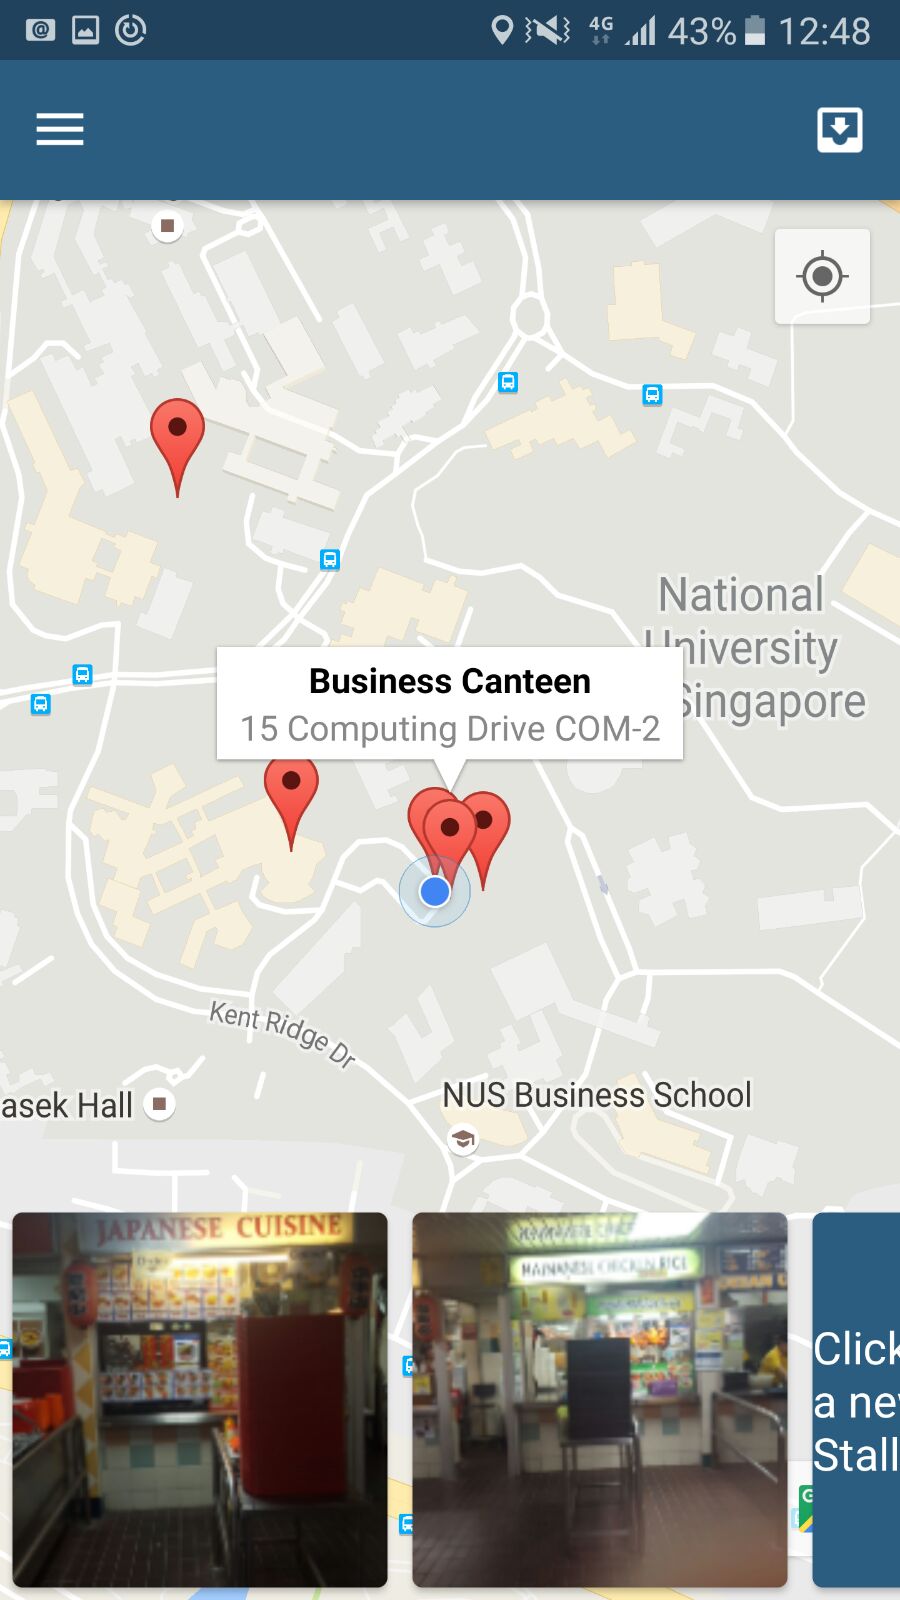 4G 43% 12:48
National
University
Singapore
Business Canteen
15 Computing Drive COM-2
Kent Ridge Dr
NUS Business School
asek Hall
JAPANESE CUISINE
HAINANESE CHICKEN RICE
Click
a ne
Stall
G